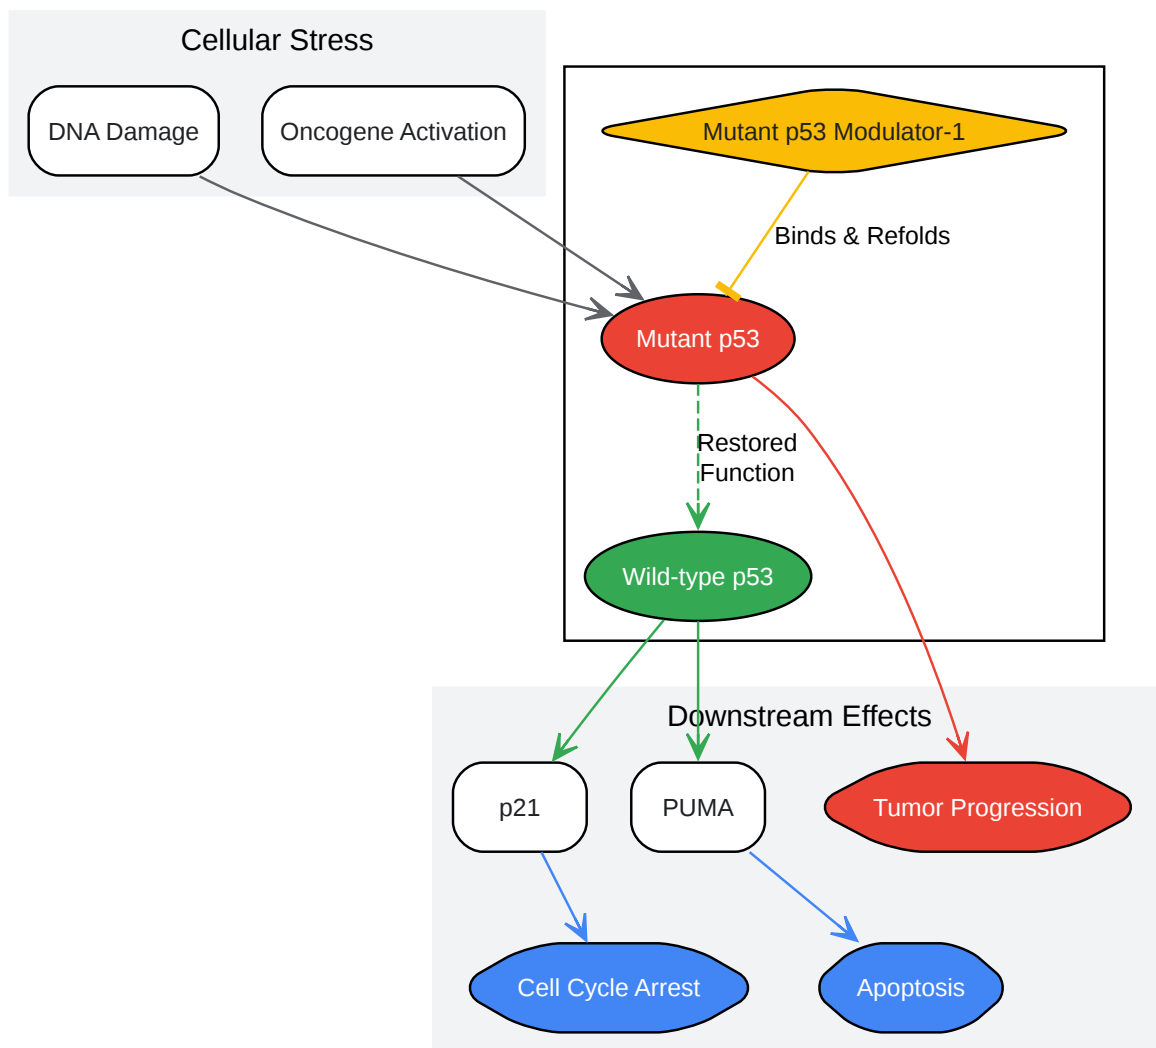 Cellular Stress
DNA Damage
Oncogene Activation
Mutant p53 Modulator-1
Binds & Refolds
Mutant p53
Restored
Function
Wild-type p53
Downstream Effects
p21
PUMA
Tumor Progression
Cell Cycle Arrest
Apoptosis